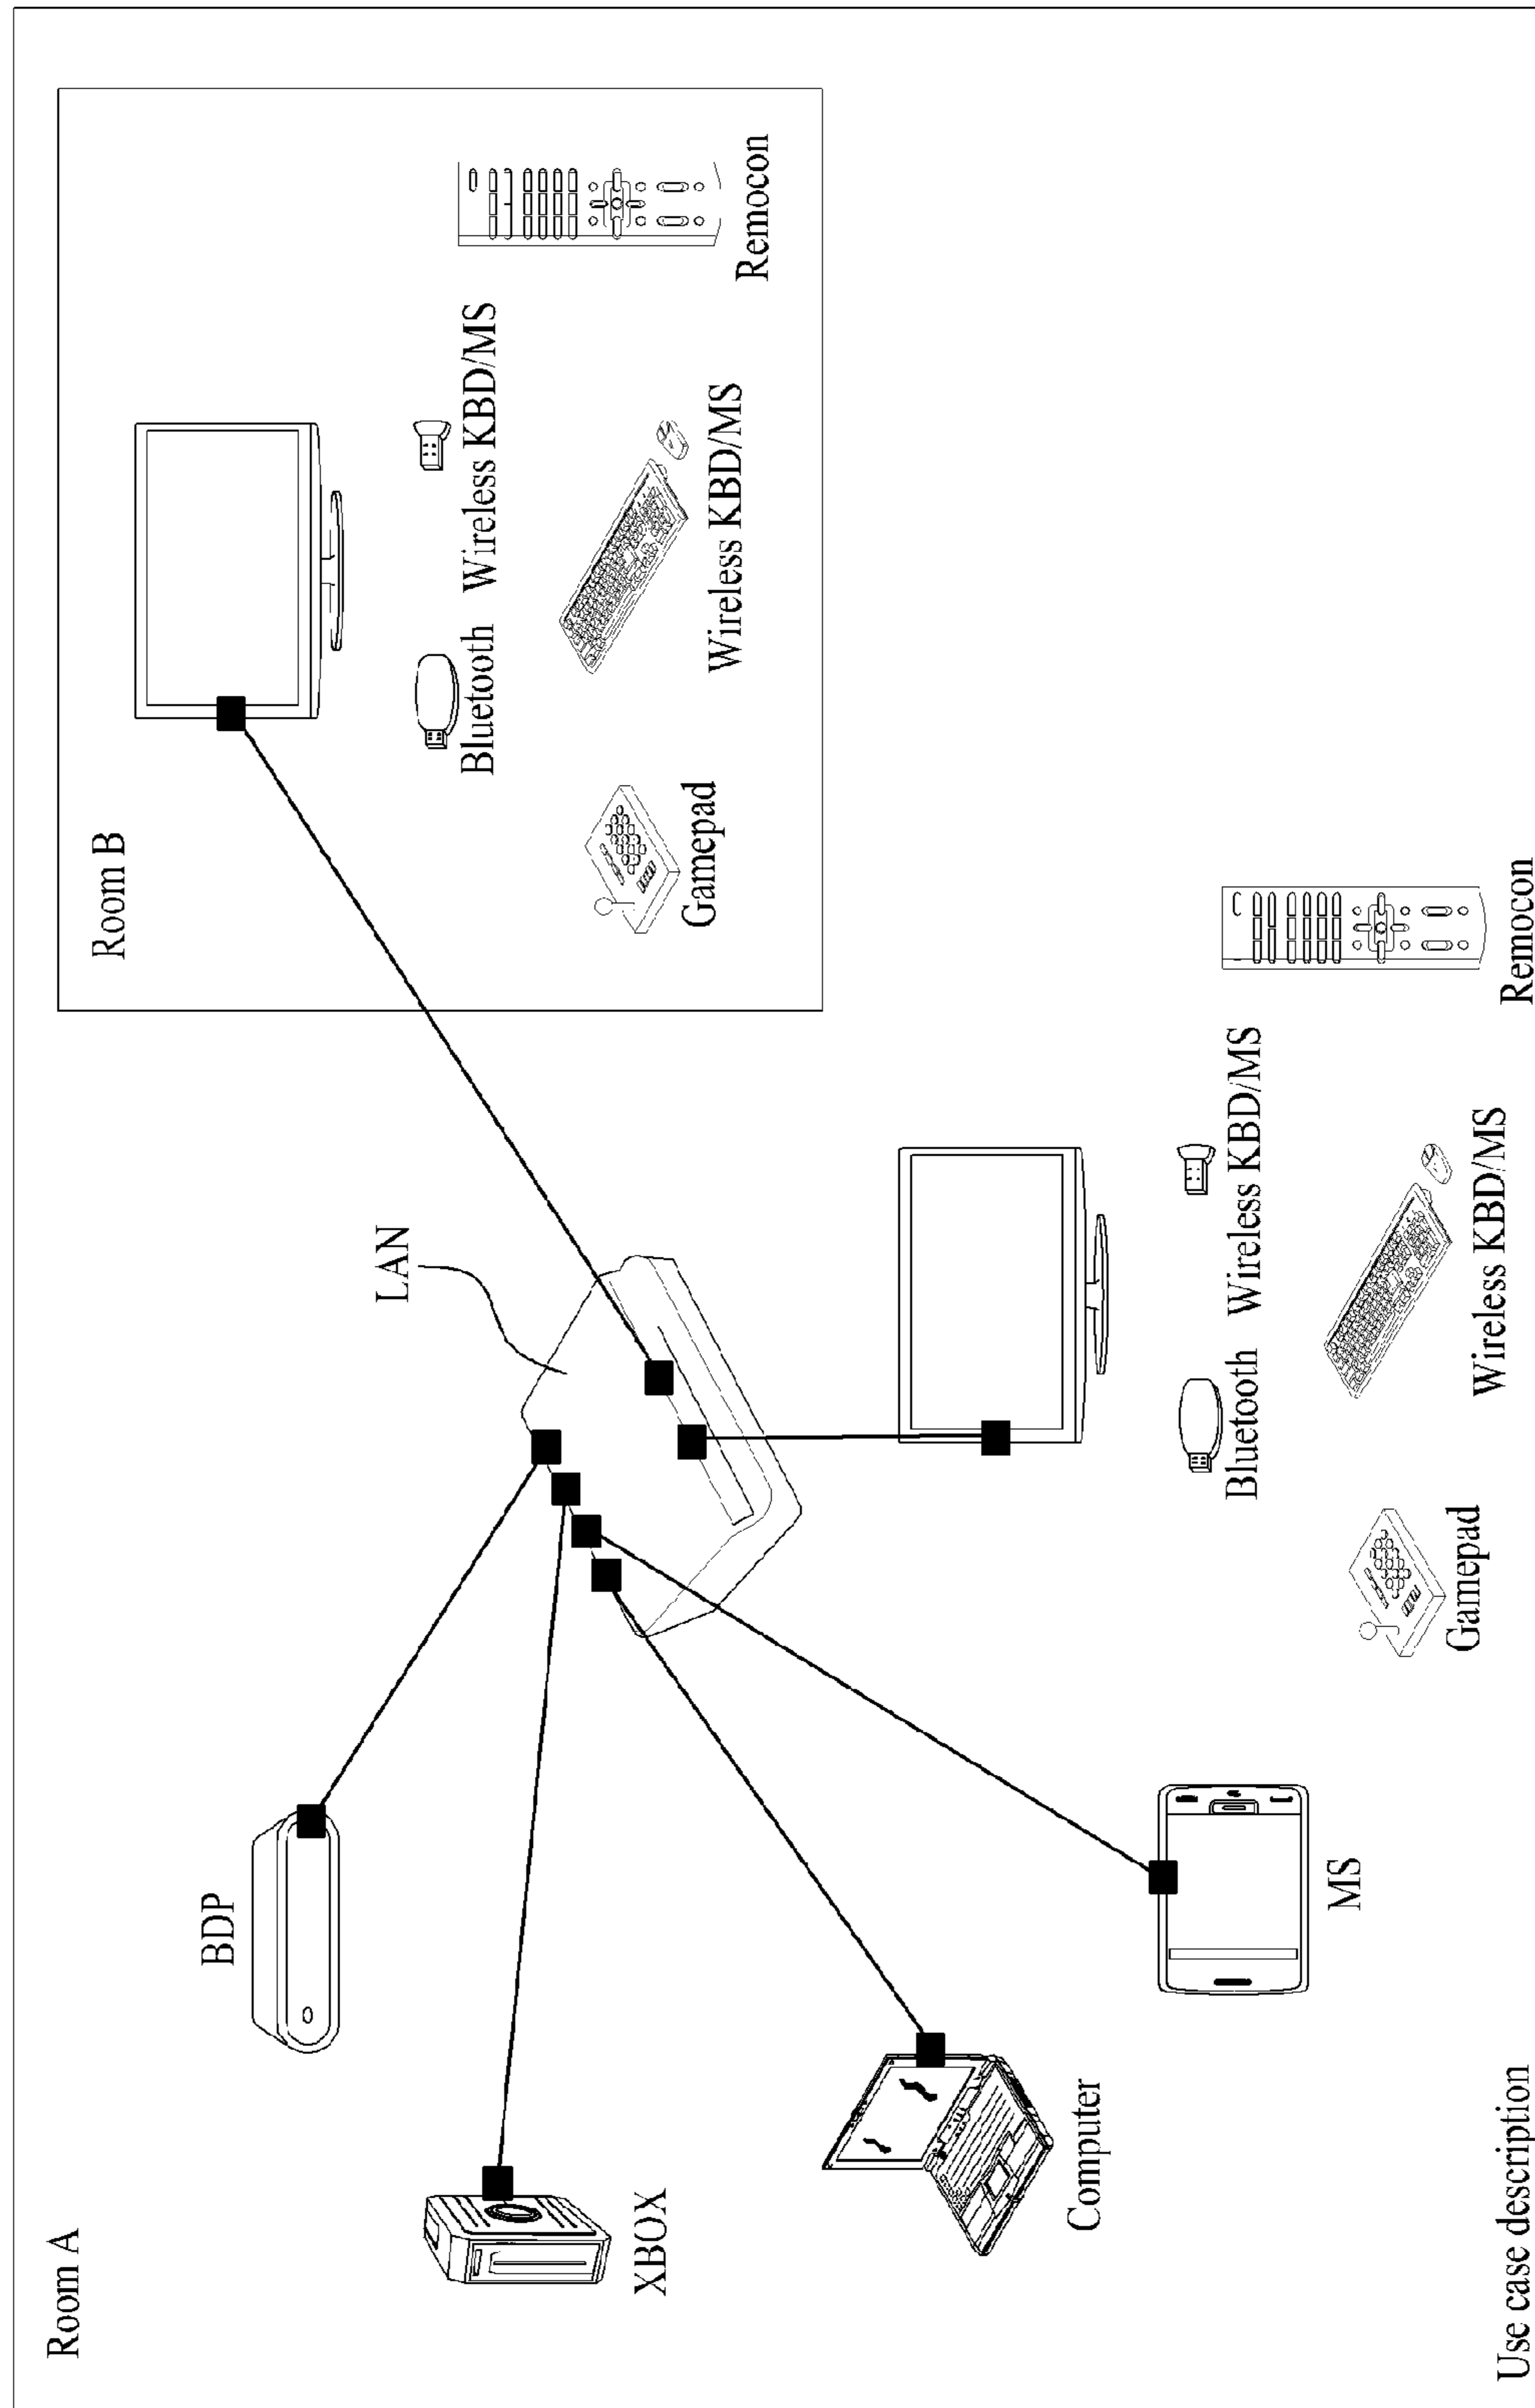 Room A
BDP
XBOX
Computer
MS
LAN
Room B
Bluetooth
Wireless KBD/MS
Gamepad
Wireless KBD/MS
Remocon
Bluetooth
Wireless KBD/MS
Gamepad
Wireless KBD/MS
Remocon
Use case description